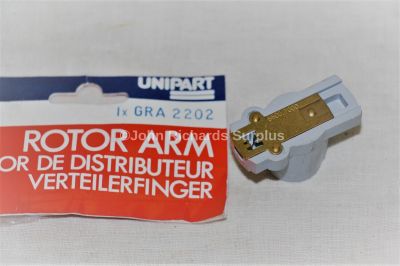 UNIPART
1x GRA 2202
ROTOR ARM
OR DE DISTRIBUTEUR
VERTEILERFINGER
©John Richards Surplus